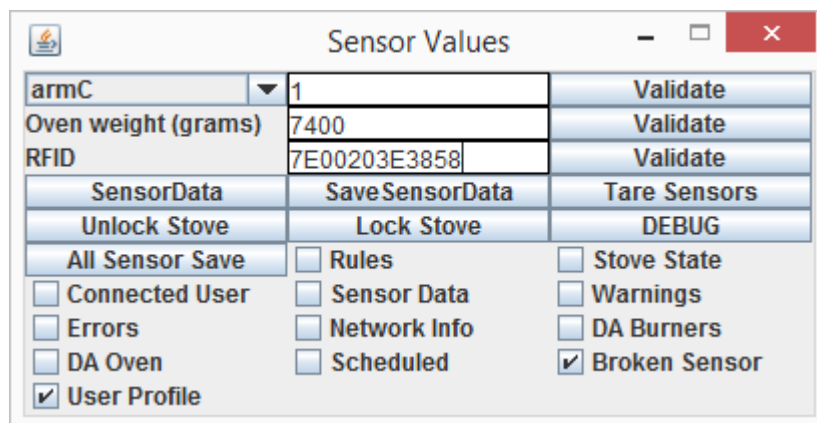 Sensor Values
armC 1 Validate
Oven weight (grams) 7400 Validate
RFID 7E00203E3858 Validate
SensorData SaveSensorData Tare Sensors
Unlock Stove Lock Stove DEBUG
All Sensor Save Rules Stove State
Connected User Sensor Data Warnings
Errors Network Info DA Burners
DA Oven Scheduled Broken Sensor
User Profile